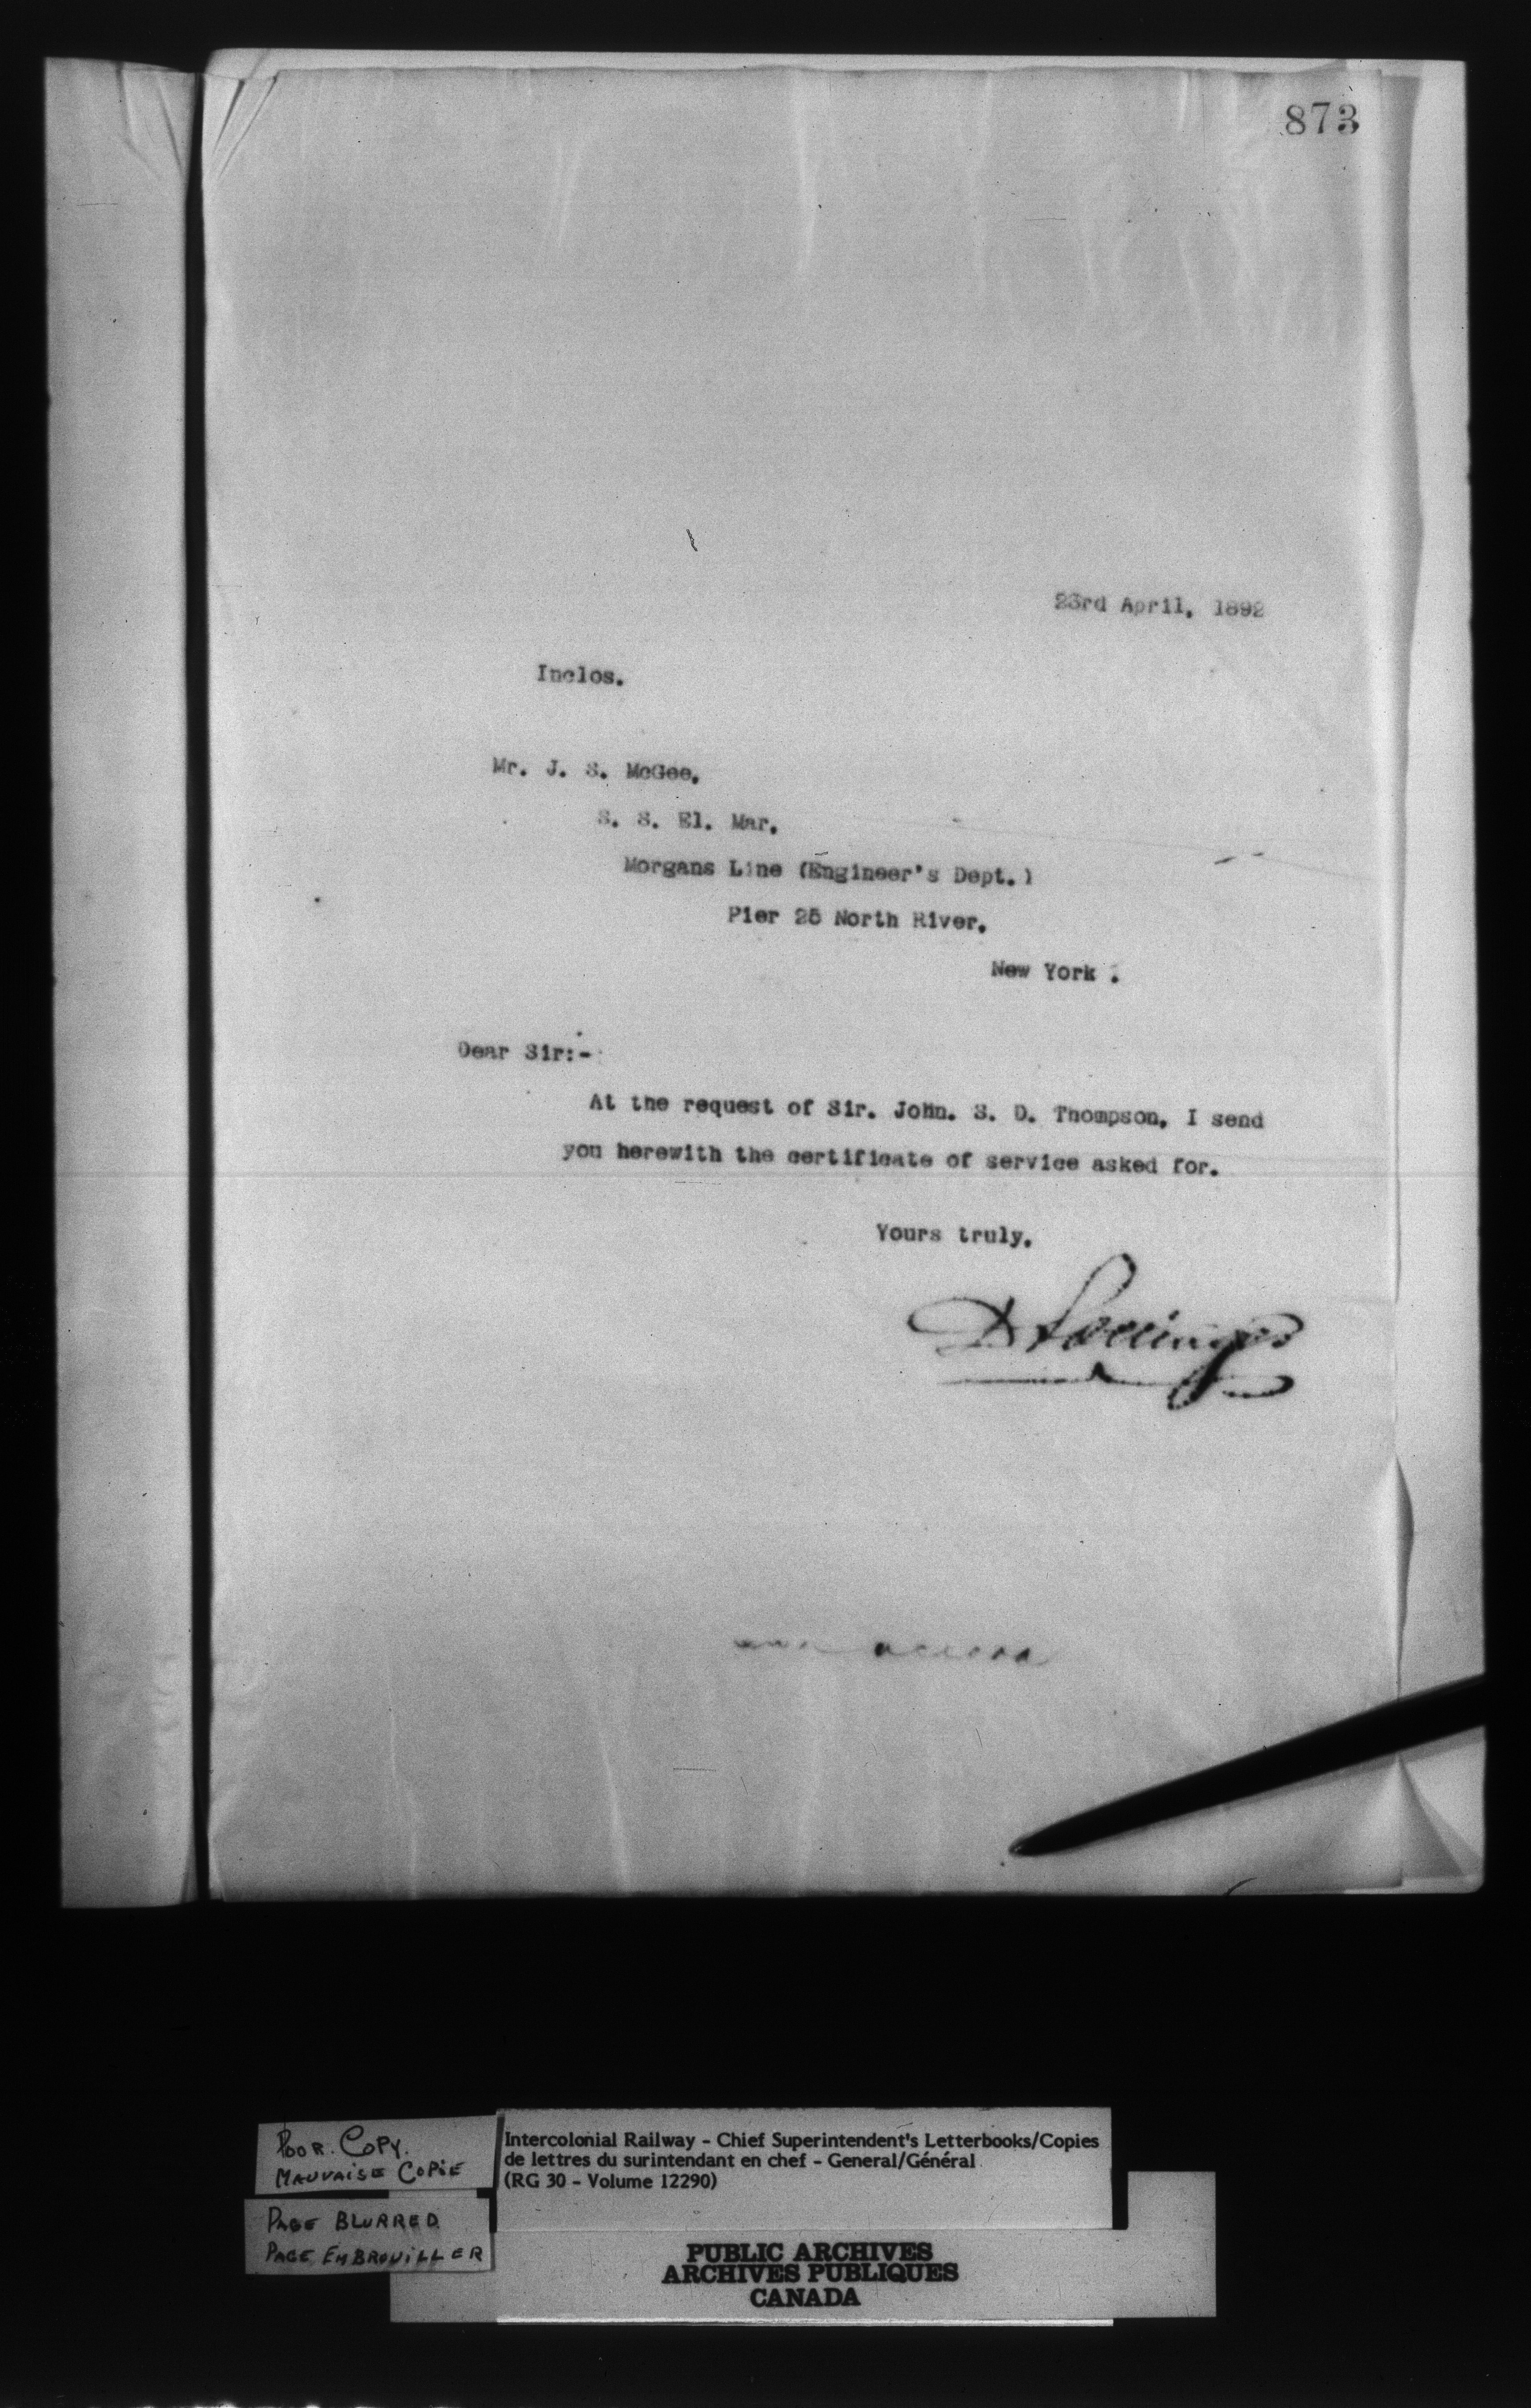 873
23rd April, 1892
Inclos.
Mr. J. S. McGee,
S. S. El. Mar,
Morgans Line (Engineer's Dept.)
Pier 25 North River,
New York .
Dear Sir:-
At the request of Sir. John. S. D. Thompson, I send
you herewith the certificate of service asked for.
Yours truly,
D Pottinger
POOR. COPY.
MAUVAISE COPIE
PAGE BLURRED
PAGE EMBROUILLER
Intercolonial Railway - Chief Superintendent's Letterbooks/Copies
de lettres du surintendant en chef - General/Général
(RG 30 - Volume 12290)
PUBLIC ARCHIVES
ARCHIVES PUBLIQUES
CANADA